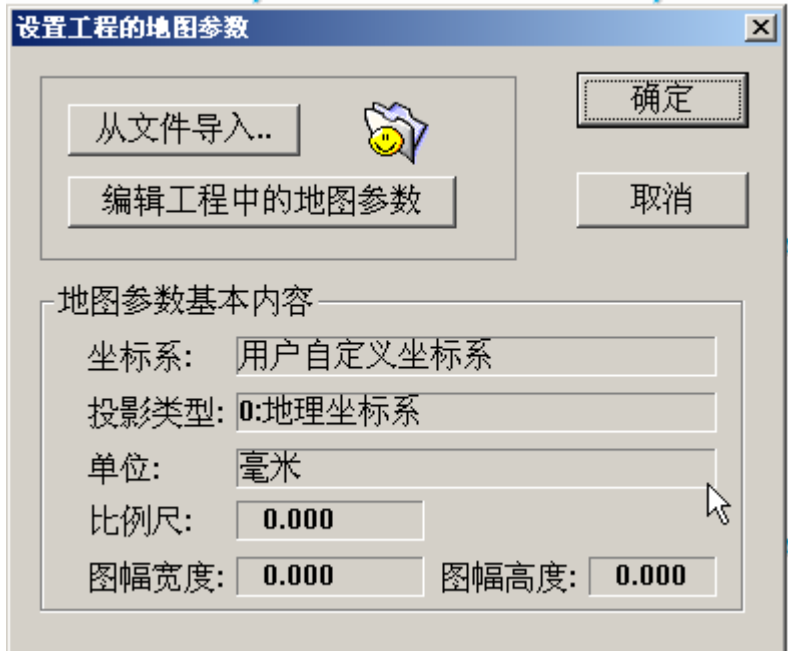 设置工程的地图参数
从文件导入..
确定
编辑工程中的地图参数
取消
地图参数基本内容
坐标系: 用户自定义坐标系
投影类型: 0:地理坐标系
单位: 毫米
比例尺: 0.000
图幅宽度: 0.000 图幅高度: 0.000